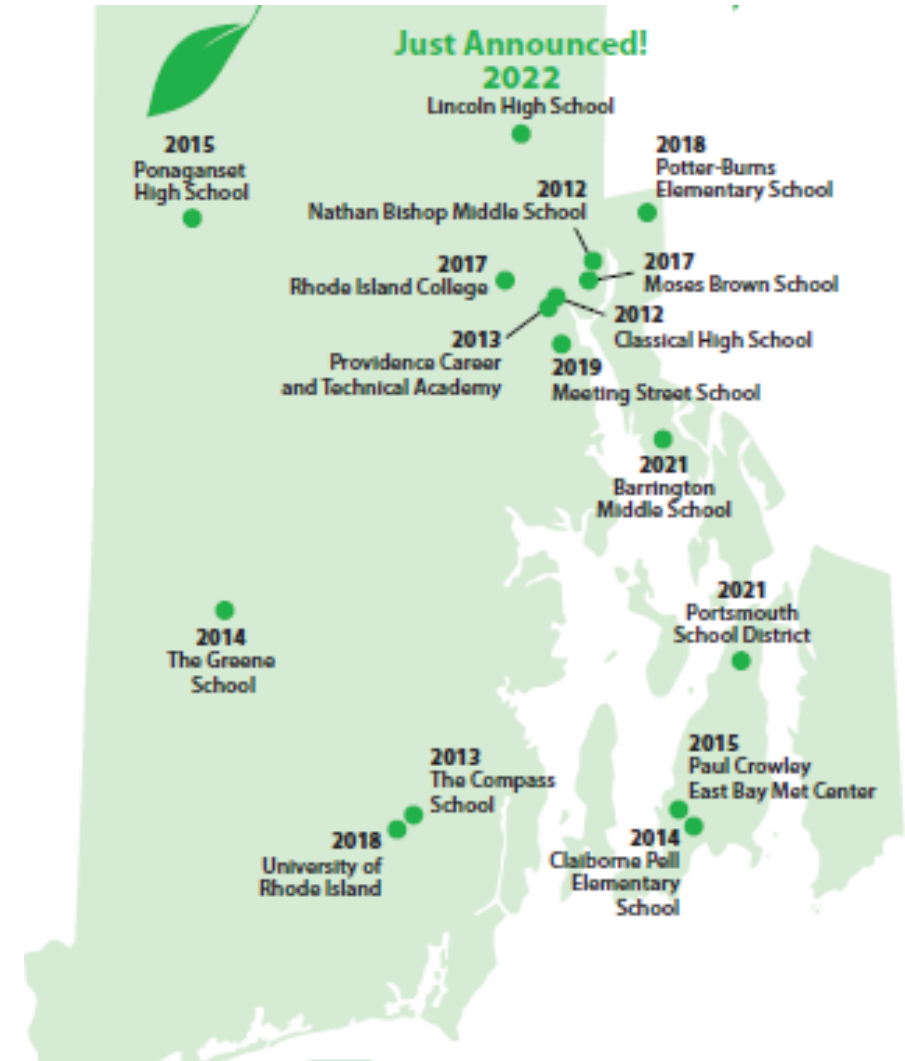 Just Announced!
2022
Lincoln High School
2015
Ponaganset
High School
2018
Potter-Burns
Elementary School
2012
Nathan Bishop Middle School
2017
Rhode Island College
2017
Moses Brown School
2012
Classical High School
2013
Providence Career
and Technical Academy
2019
Meeting Street School
2021
Barrington
Middle School
2021
Portsmouth
School District
2014
The Greene
School
2015
Paul Crowley
East Bay Met Center
2013
The Compass
School
2018
University of
Rhode Island
2014
Claiborne Pell
Elementary
School